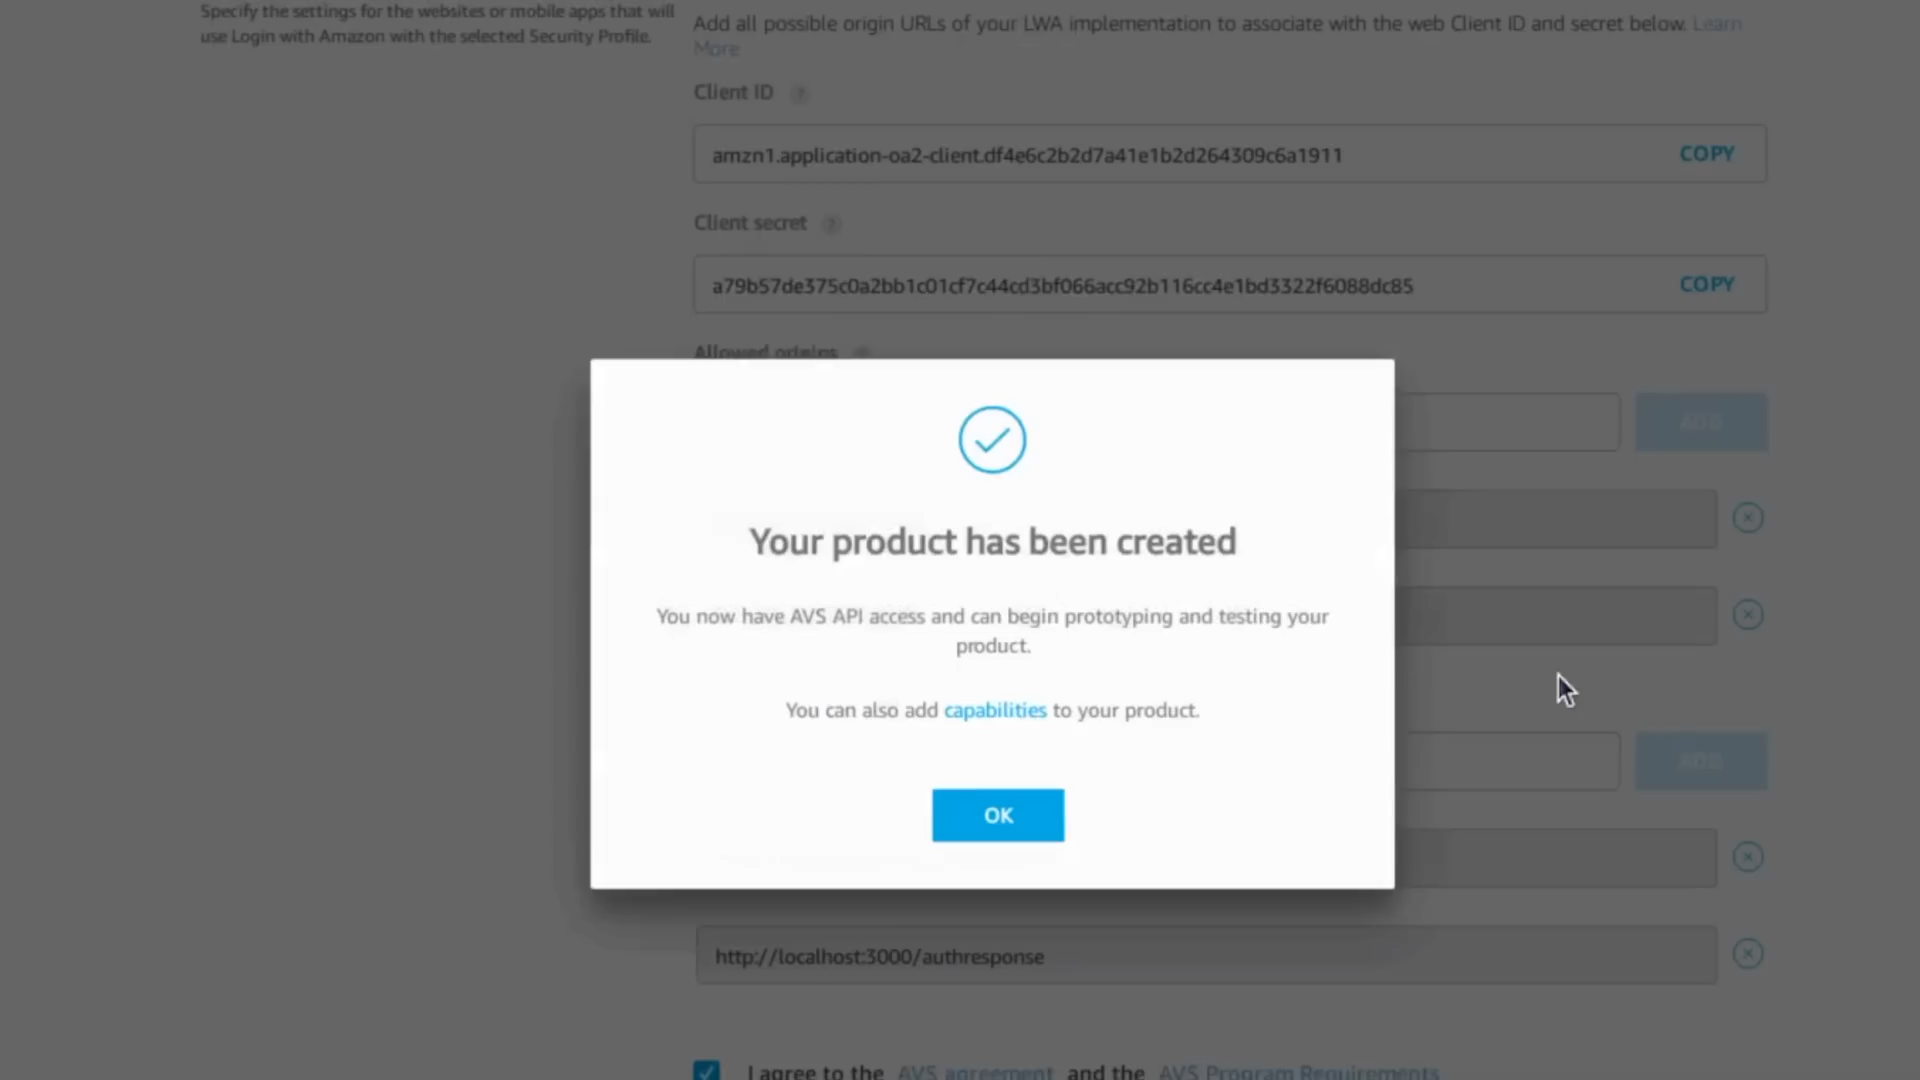 Specify the settings for the websites or mobile apps that will
use Login with Amazon with the selected Security Profile.
Add all possible origin URLs of your LWA implementation to associate with the web Client ID and secret below. Learn
More
Client ID ?
amzn1.application-oa2-client.df4e6c2b2d7a41e1b2d264309c6a1911 COPY
Client secret ?
a79b57de375c0a2bb1c01cf7c44cd3bf066acc92b116cc4e1bd3322f6088dc85 COPY
Allowed origins
ADD
Your product has been created
You now have AVS API access and can begin prototyping and testing your
product.
You can also add capabilities to your product.
ADD
OK
http://localhost:3000/authresponse
I agree to the AVS agreement and the AVS Program Requirements